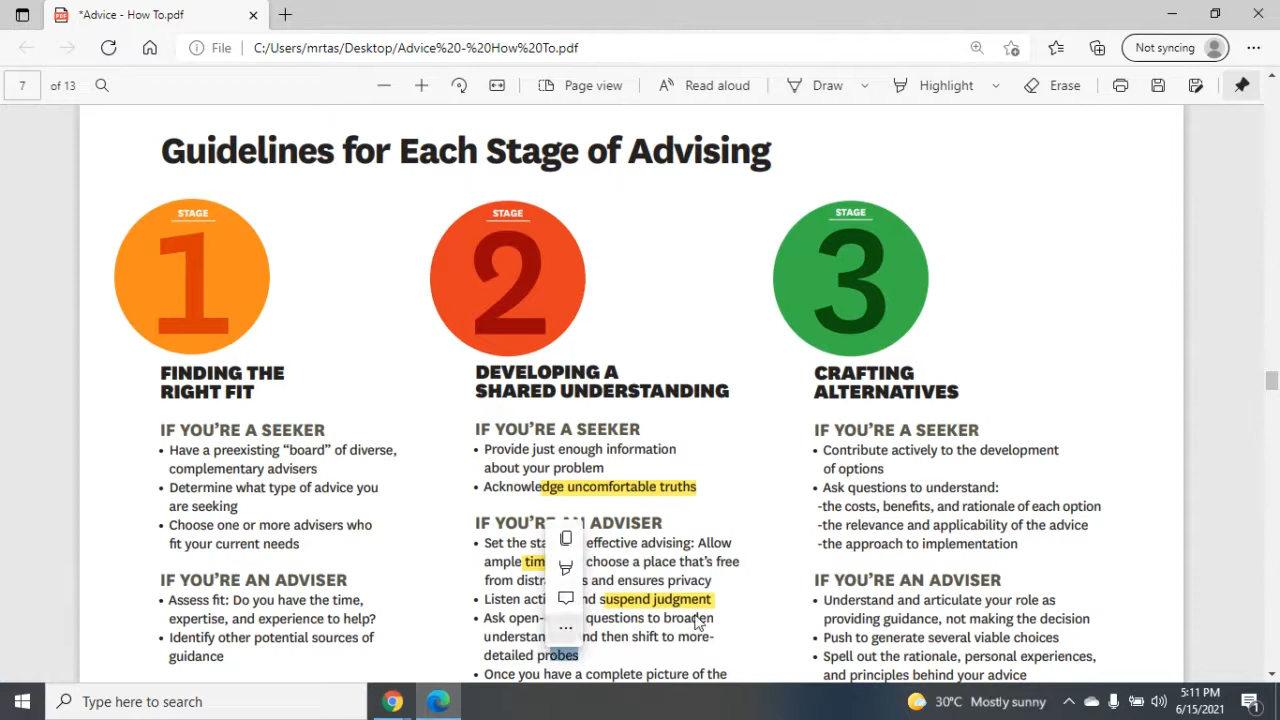 *Advice - How To.pdf
File
C:/Users/mrtas/Desktop/Advice%20-%20How%20To.pdf
Not syncing
7 of 13
Page view
Read aloud
Draw
Highlight
Erase
Guidelines for Each Stage of Advising
STAGE
1
FINDING THE
RIGHT FIT
IF YOU'RE A SEEKER
• Have a preexisting “board” of diverse,
complementary advisers
• Determine what type of advice you
are seeking
• Choose one or more advisers who
fit your current needs
IF YOU'RE AN ADVISER
• Assess fit: Do you have the time,
expertise, and experience to help?
• Identify other potential sources of
guidance
STAGE
2
DEVELOPING A
SHARED UNDERSTANDING
IF YOU'RE A SEEKER
• Provide just enough information
about your problem
• Acknowledge uncomfortable truths
IF YOU'RE AN ADVISER
• Set the effective advising: Allow
ample choose a place that's free
from and ensures privacy
• Listen suspend judgment
• Ask questions to broaden
then shift to more-
detailed probes
• Once you have a complete picture of the
STAGE
3
CRAFTING
ALTERNATIVES
IF YOU'RE A SEEKER
• Contribute actively to the development
of options
• Ask questions to understand:
-the costs, benefits, and rationale of each option
-the relevance and applicability of the advice
-the approach to implementation
IF YOU'RE AN ADVISER
• Understand and articulate your role as
providing guidance, not making the decision
• Push to generate several viable choices
• Spell out the rationale, personal experiences,
and principles behind your advice
Type here to search
30°C Mostly sunny
5:11 PM
6/15/2021
1